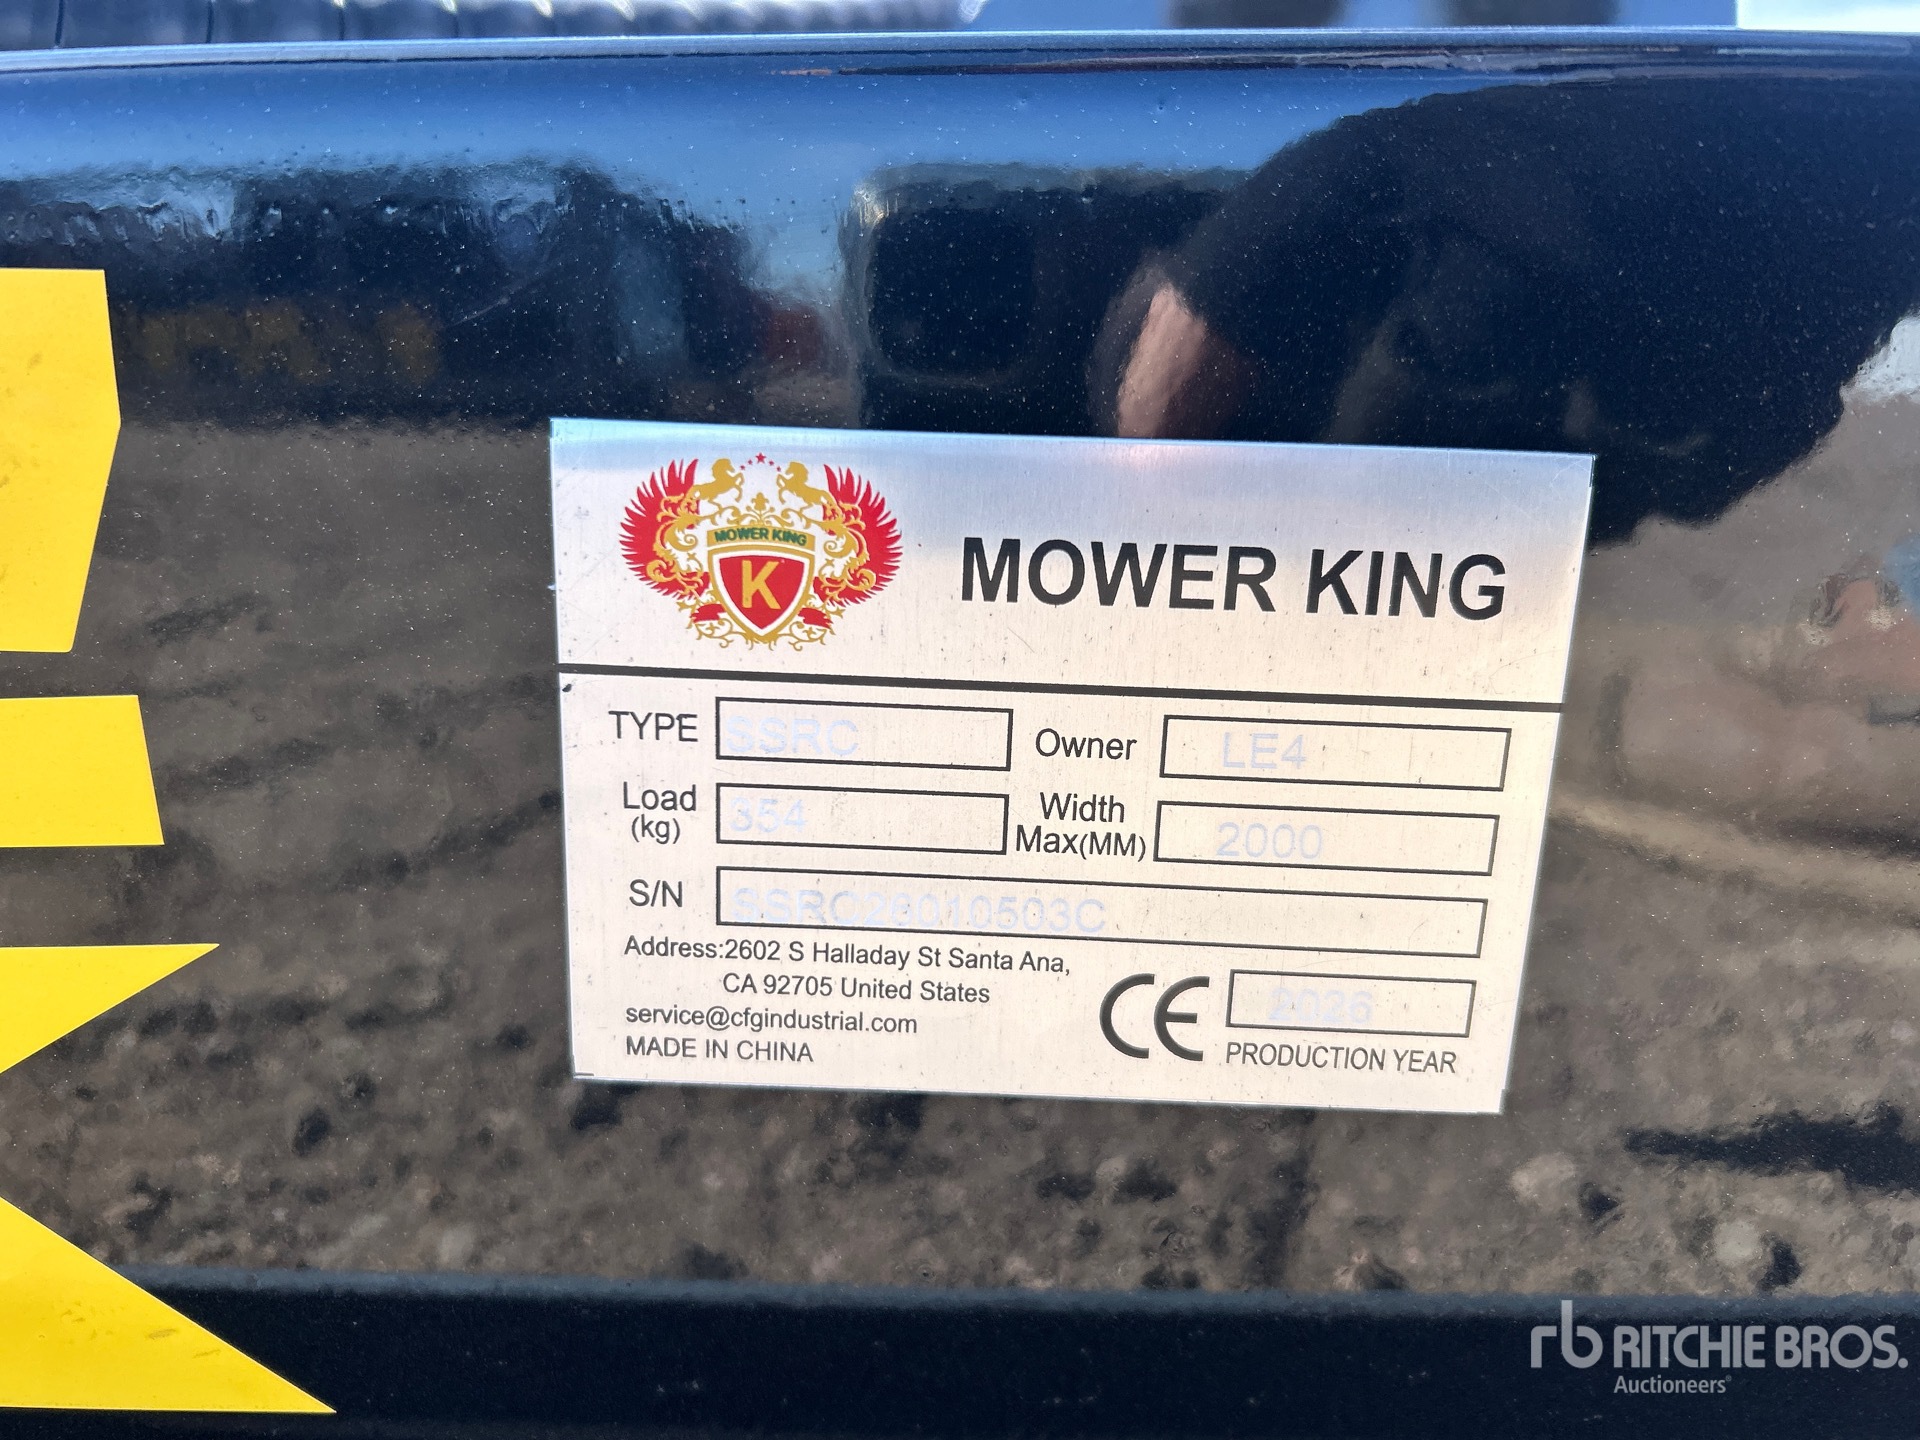 MOWER KING
K
MOWER KING
TYPE SSRC Owner LE4
Load (kg) 354 Width Max(MM) 2000
S/N SSRC26010503C
Address:2602 S Halladay St Santa Ana,
CA 92705 United States
service@cfgindustrial.com
MADE IN CHINA
CE 2026
PRODUCTION YEAR
rb RITCHIE BROS.
Auctioneers